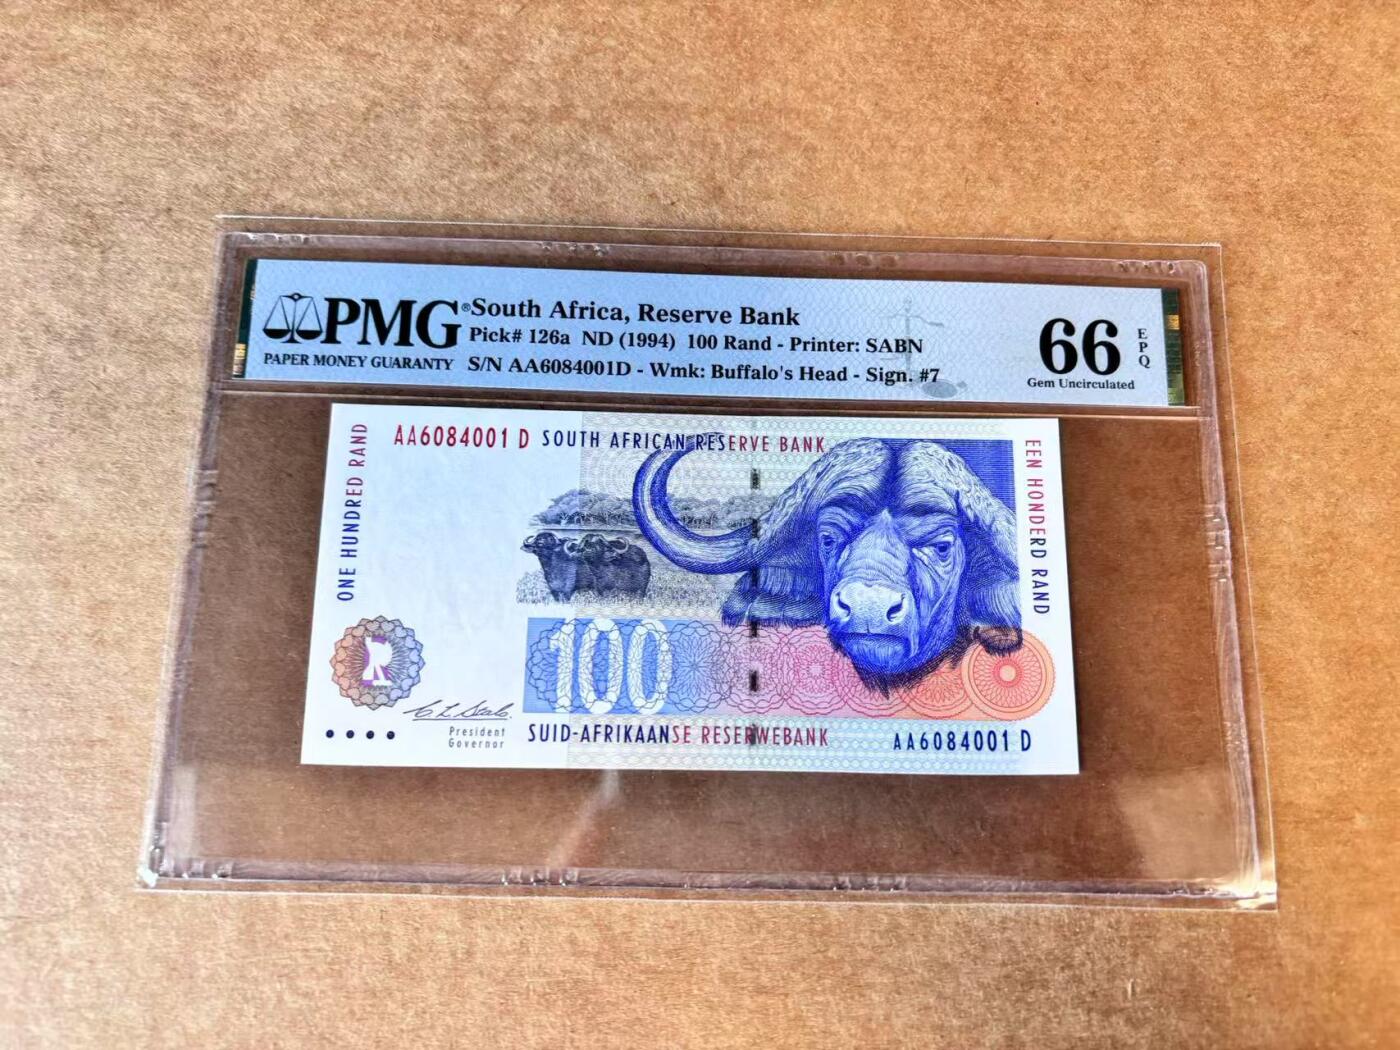 PMG®
PAPER MONEY GUARANTY
South Africa, Reserve Bank
Pick# 126a ND (1994) 100 Rand - Printer: SABN
S/N AA6084001D - Wmk: Buffalo's Head - Sign. #7
66
EPQ
Gem Uncirculated
ONE HUNDRED RAND
AA6084001 D
SOUTH AFRICAN RESERVE BANK
EEN HONDERD RAND
100
President
Governor
SUID-AFRIKAANSE RESERWEBANK
AA6084001 D